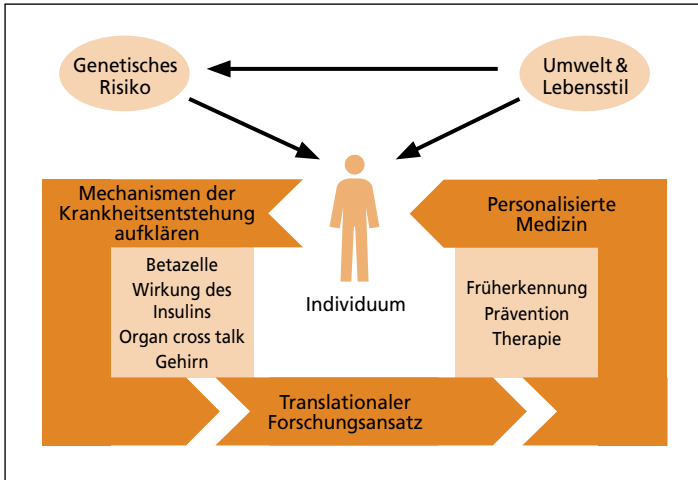 Genetisches
Risiko
Umwelt &
Lebensstil
Mechanismen der
Krankheitsentstehung
aufklären
Betazelle
Wirkung des
Insulins
Organ cross talk
Gehirn
Individuum
Personalisierte
Medizin
Früherkennung
Prävention
Therapie
Translationaler
Forschungsansatz